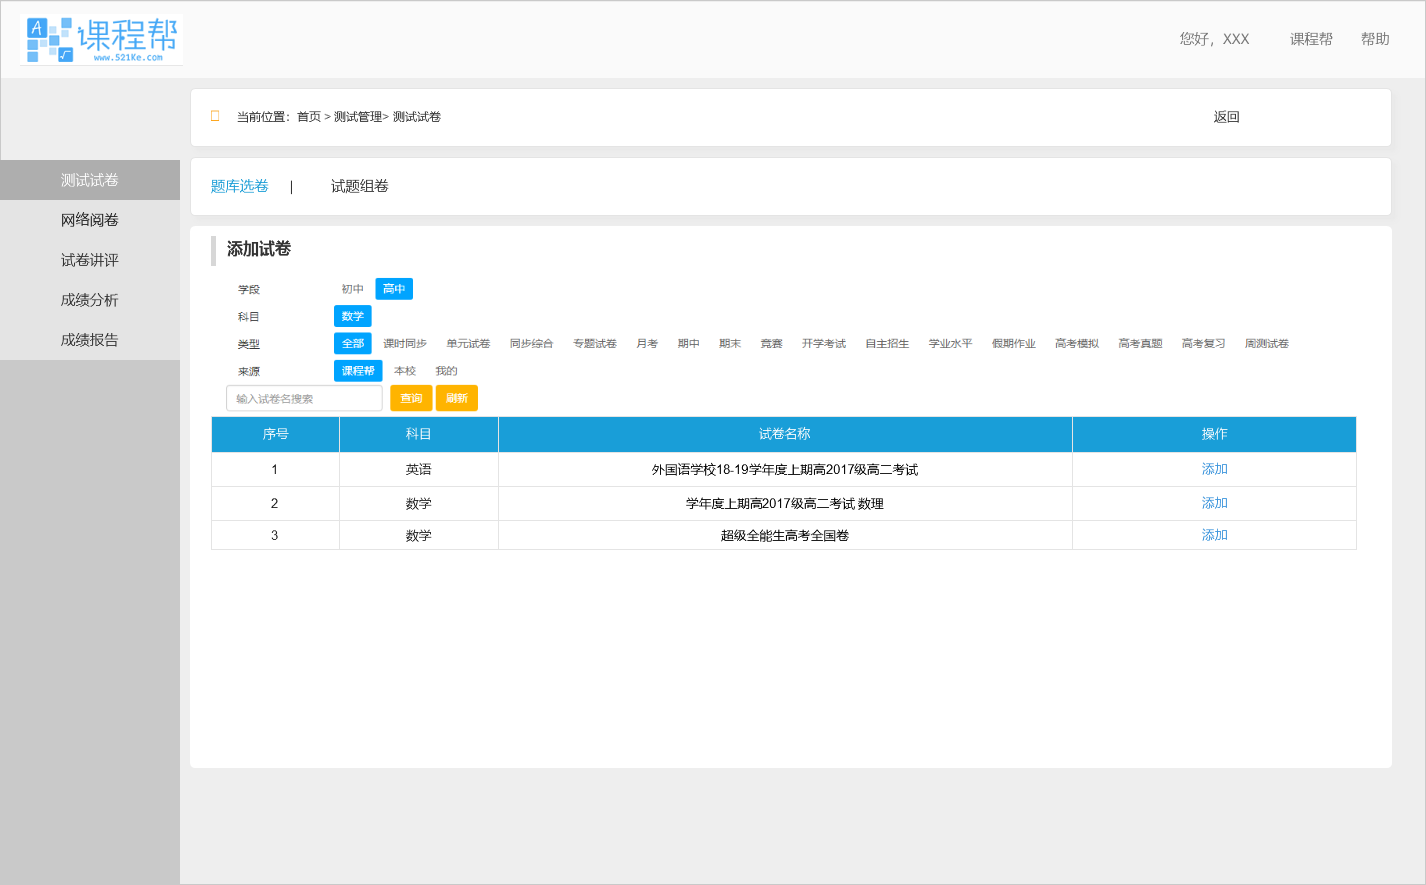 A 课程帮
√ www.521Ke.com
您好，XXX 课程帮 帮助
当前位置：首页 > 测试管理> 测试试卷 返回
题库选卷 | 试题组卷
测试试卷
网络阅卷
试卷讲评
成绩分析
成绩报告
添加试卷
学段 初中 高中
科目 数学
类型 全部 课时同步 单元试卷 同步综合 专题试卷 月考 期中 期末 竞赛 开学考试 自主招生 学业水平 假期作业 高考模拟 高考真题 高考复习 周测试卷
来源 课程帮 本校 我的
输入试卷名搜索 查询 刷新
序号 科目 试卷名称 操作
1 英语 外国语学校18-19学年度上期高2017级高二考试 添加
2 数学 学年度上期高2017级高二考试 数理 添加
3 数学 超级全能生高考全国卷 添加